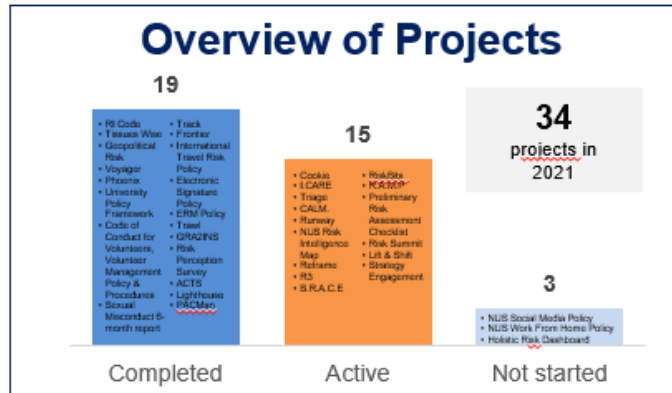 Overview of Projects
19
• RI Code
• Tissues Wise
• Geopolitical
Risk
• Voyager
• Phoenix
• University
Policy
Framework
• Code of
Conduct for
Volunteers,
Volunteer
Management
Policy &
Procedures
• Sexual
Misconduct 6-
month report
• Track
• Frontier
• International
Travel Risk
Policy
• Electronic
Signature
Policy
• ERM Policy
• Trawl
• GRA2INS
• Risk
Perception
Survey
• ACTS
• Lighthouse
• PACMan
Completed
15
• Cookie
• I.CARE
• Triage
• CALM.
• Runway
• NUS Risk
Intelligence
Map
• Reframe
• R3
• B.R.A.C.E
• RiskBits
• R.A.M.P
• Preliminary
Risk
Assessment
Checklist
• Risk Summit
• Lift & Shift
• Strategy
Engagement
Active
34
projects in
2021
3
• NUS Social Media Policy
• NUS Work From Home Policy
• Holistic Risk Dashboard
Not started